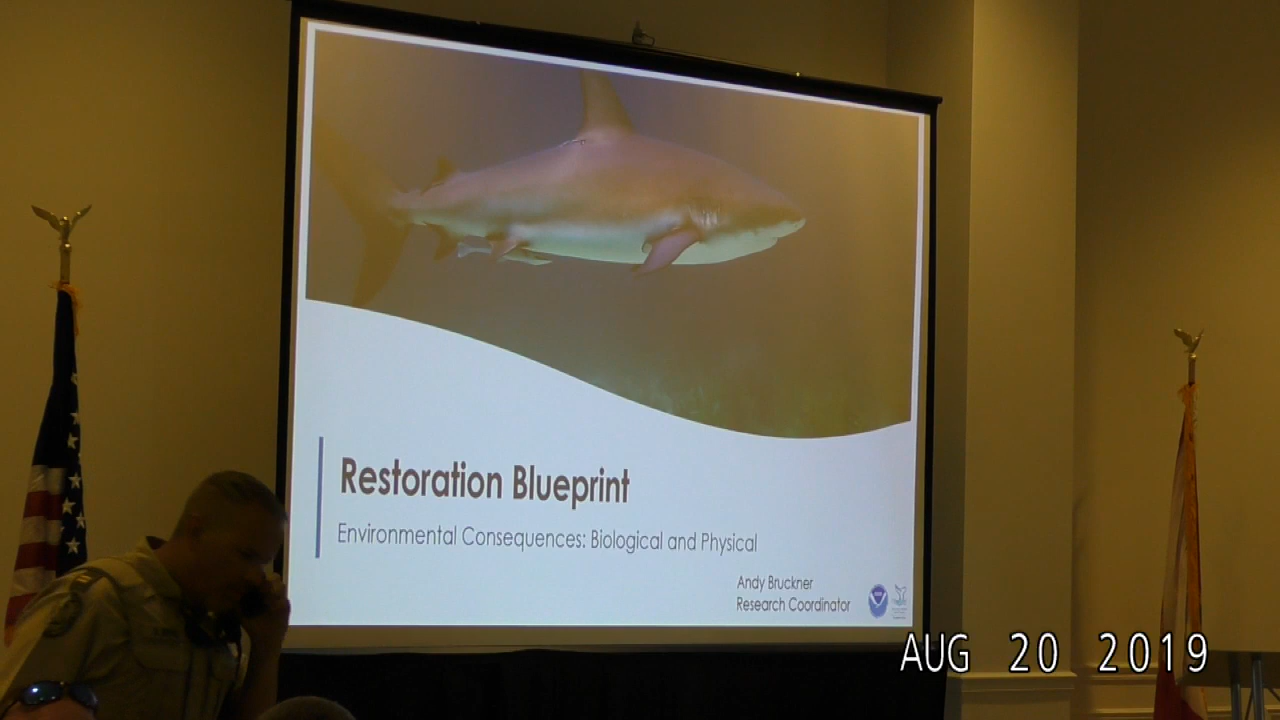 Restoration Blueprint
Environmental Consequences: Biological and Physical
Andy Bruckner
Research Coordinator
AUG 20 2019